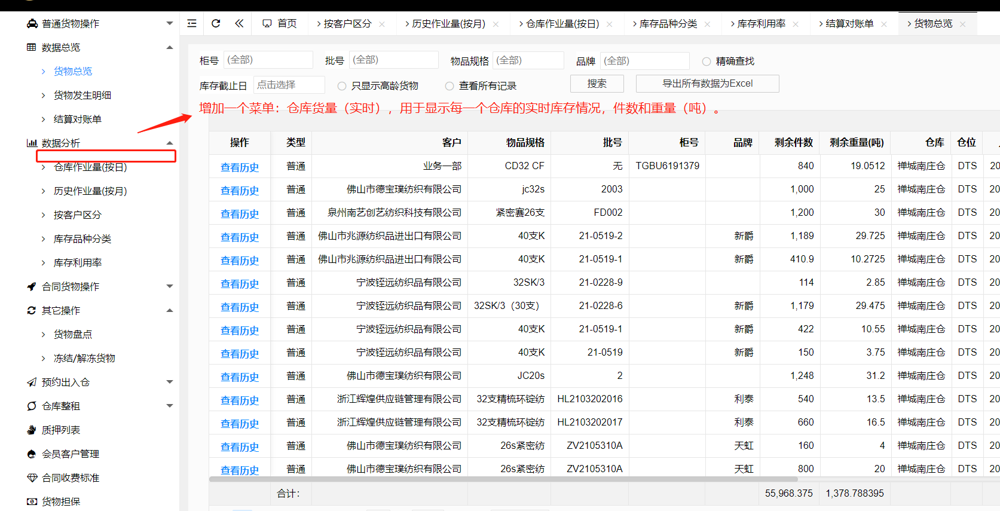 普通货物操作
数据总览
货物总览
货物发生明细
结算对账单
数据分析
仓库作业量(按日)
历史作业量(按月)
按客户区分
库存品种分类
库存利用率
合同货物操作
其它操作
货物盘点
冻结/解冻货物
预约出入仓
仓库整租
质押列表
会员客户管理
合同收费标准
货物担保
首页 按客户区分 历史作业量(按月) 仓库作业量(按日) 库存品种分类 库存利用率 结算对账单 货物总览
柜号 (全部) 批号 (全部) 物品规格 (全部) 品牌 (全部) 精确查找
库存截止日 点击选择 只显示高龄货物 查看所有记录 搜索 导出所有数据为Excel
增加一个菜单：仓库货量（实时），用于显示每一个仓库的实时库存情况，件数和重量（吨）。
操作 类型 客户 物品规格 批号 柜号 品牌 剩余件数 剩余重量(吨) 仓库 仓位
查看历史 普通 业务一部 CD32 CF 无 TGBU6191379 840 19.0512 禅城南庄仓 DTS 20
查看历史 普通 佛山市德宝璞纺织有限公司 jc32s 2003 1,000 25 禅城南庄仓 DTS 20
查看历史 普通 泉州南艺创艺纺织科技有限公司 紧密赛26支 FD002 1,200 30 禅城南庄仓 DTS 20
查看历史 普通 佛山市兆源纺织品进出口有限公司 40支K 21-0519-2 新爵 1,189 29.725 禅城南庄仓 DTS 20
查看历史 普通 佛山市兆源纺织品进出口有限公司 40支K 21-0519-1 新爵 410.9 10.2725 禅城南庄仓 DTS 20
查看历史 普通 宁波铚远纺织品有限公司 32SK/3 21-0228-9 114 2.85 禅城南庄仓 DTS 20
查看历史 普通 宁波铚远纺织品有限公司 32SK/3（30支） 21-0228-6 新爵 1,179 29.475 禅城南庄仓 DTS 20
查看历史 普通 宁波铚远纺织品有限公司 40支K 21-0519-1 新爵 422 10.55 禅城南庄仓 DTS 20
查看历史 普通 宁波铚远纺织品有限公司 40支K 21-0519 新爵 150 3.75 禅城南庄仓 DTS 20
查看历史 普通 佛山市德宝璞纺织有限公司 JC20s 2 1,248 31.2 禅城南庄仓 DTS 20
查看历史 普通 浙江辉煌供应链管理有限公司 32支精梳环锭纺 HL2103202016 利泰 540 13.5 禅城南庄仓 DTS 20
查看历史 普通 浙江辉煌供应链管理有限公司 32支精梳环锭纺 HL2103202017 利泰 660 16.5 禅城南庄仓 DTS 20
查看历史 普通 佛山市德宝璞纺织有限公司 26s紧密纺 ZV2105310A 天虹 160 4 禅城南庄仓 DTS 20
查看历史 普通 佛山市德宝璞纺织有限公司 26s紧密纺 ZV2105310A 天虹 800 20 禅城南庄仓 DTS 20
合计： 55,968.375 1,378.788395